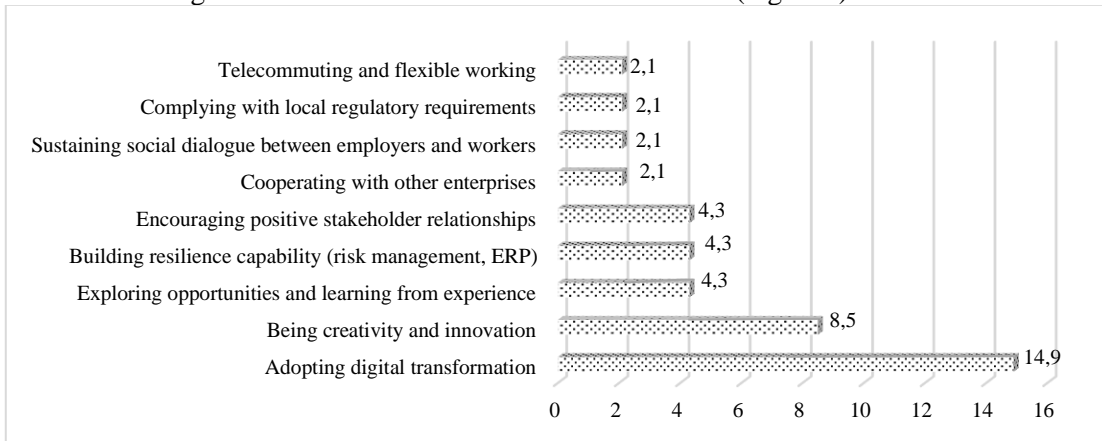 Telecommuting and flexible working 2,1
Complying with local regulatory requirements 2,1
Sustaining social dialogue between employers and workers 2,1
Cooperating with other enterprises 2,1
Encouraging positive stakeholder relationships 4,3
Building resilience capability (risk management, ERP) 4,3
Exploring opportunities and learning from experience 4,3
Being creativity and innovation 8,5
Adopting digital transformation 14,9
0 2 4 6 8 10 12 14 16